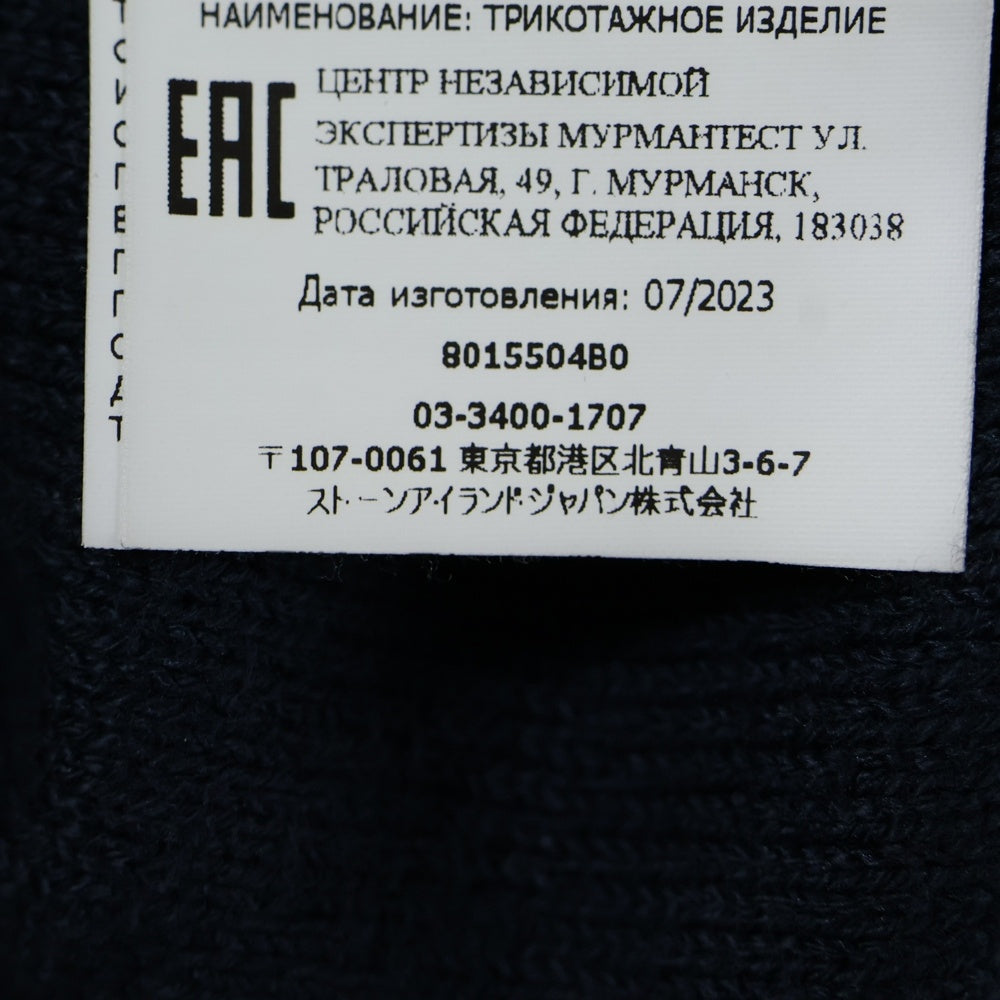 НАИМЕНОВАНИЕ: ТРИКОТАЖНОЕ ИЗДЕЛИЕ
EAC
ЦЕНТР НЕЗАВИСИМОЙ
ЭКСПЕРТИЗЫ МУРМАНТЕСТ УЛ.
ТРАЛОВАЯ, 49, Г. МУРМАНСК,
РОССИЙСКАЯ ФЕДЕРАЦИЯ, 183038
Дата изготовления: 07/2023
8015504B0
03-3400-1707
〒107-0061 東京都港区北青山3-6-7
ストーンアイランドジャパン株式会社